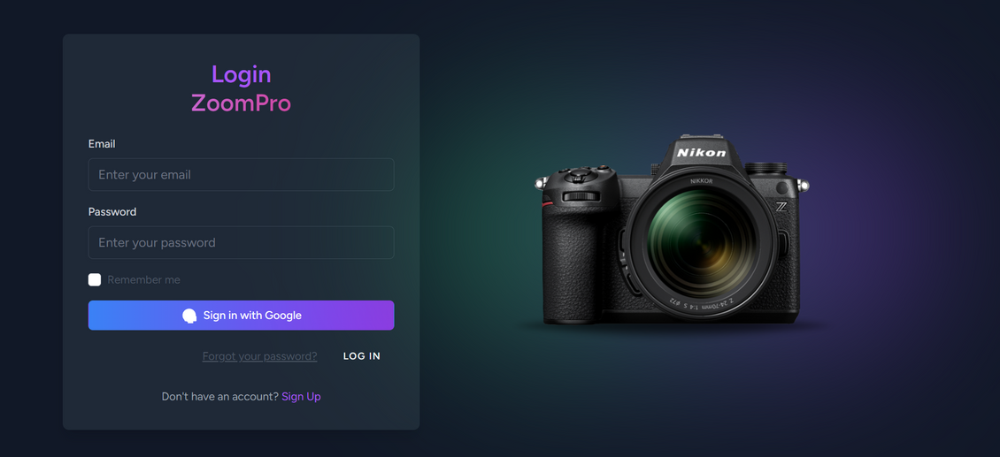 Login
ZoomPro
Email
Enter your email
Password
Enter your password
Remember me
Sign in with Google
Forgot your password?
LOG IN
Don't have an account? Sign Up
Nikon
NIKKOR
Z
Z 24-70mm 1:4 S ø72